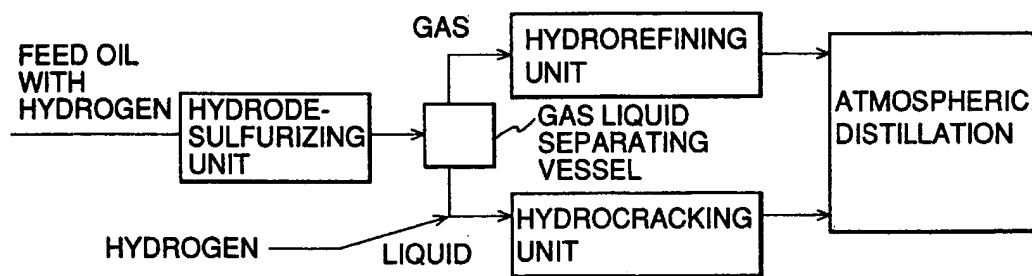 GAS
HYDROREFINING
UNIT
FEED OIL
WITH
HYDROGEN
HYDRODE-
SULFURIZING
UNIT
GAS LIQUID
SEPARATING
VESSEL
ATMOSPHERIC
DISTILLATION
HYDROGEN
LIQUID
HYDROCRACKING
UNIT